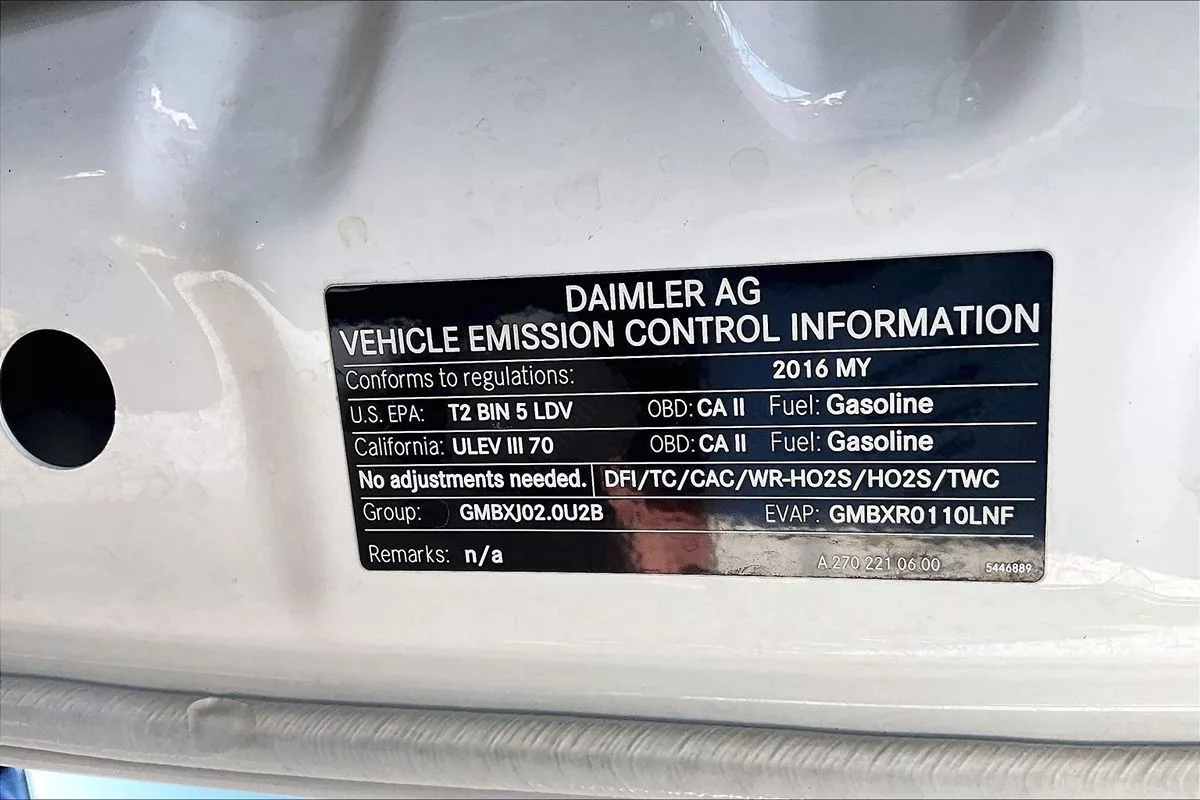 DAIMLER AG
VEHICLE EMISSION CONTROL INFORMATION
Conforms to regulations: 2016 MY
U.S. EPA: T2 BIN 5 LDV OBD: CA II Fuel: Gasoline
California: ULEV III 70 OBD: CA II Fuel: Gasoline
No adjustments needed. DFI/TC/CAC/WR-HO2S/HO2S/TWC
Group: GMBXJ02.0U2B EVAP: GMBXR0110LNF
Remarks: n/a A 270 221 06 00 5446889